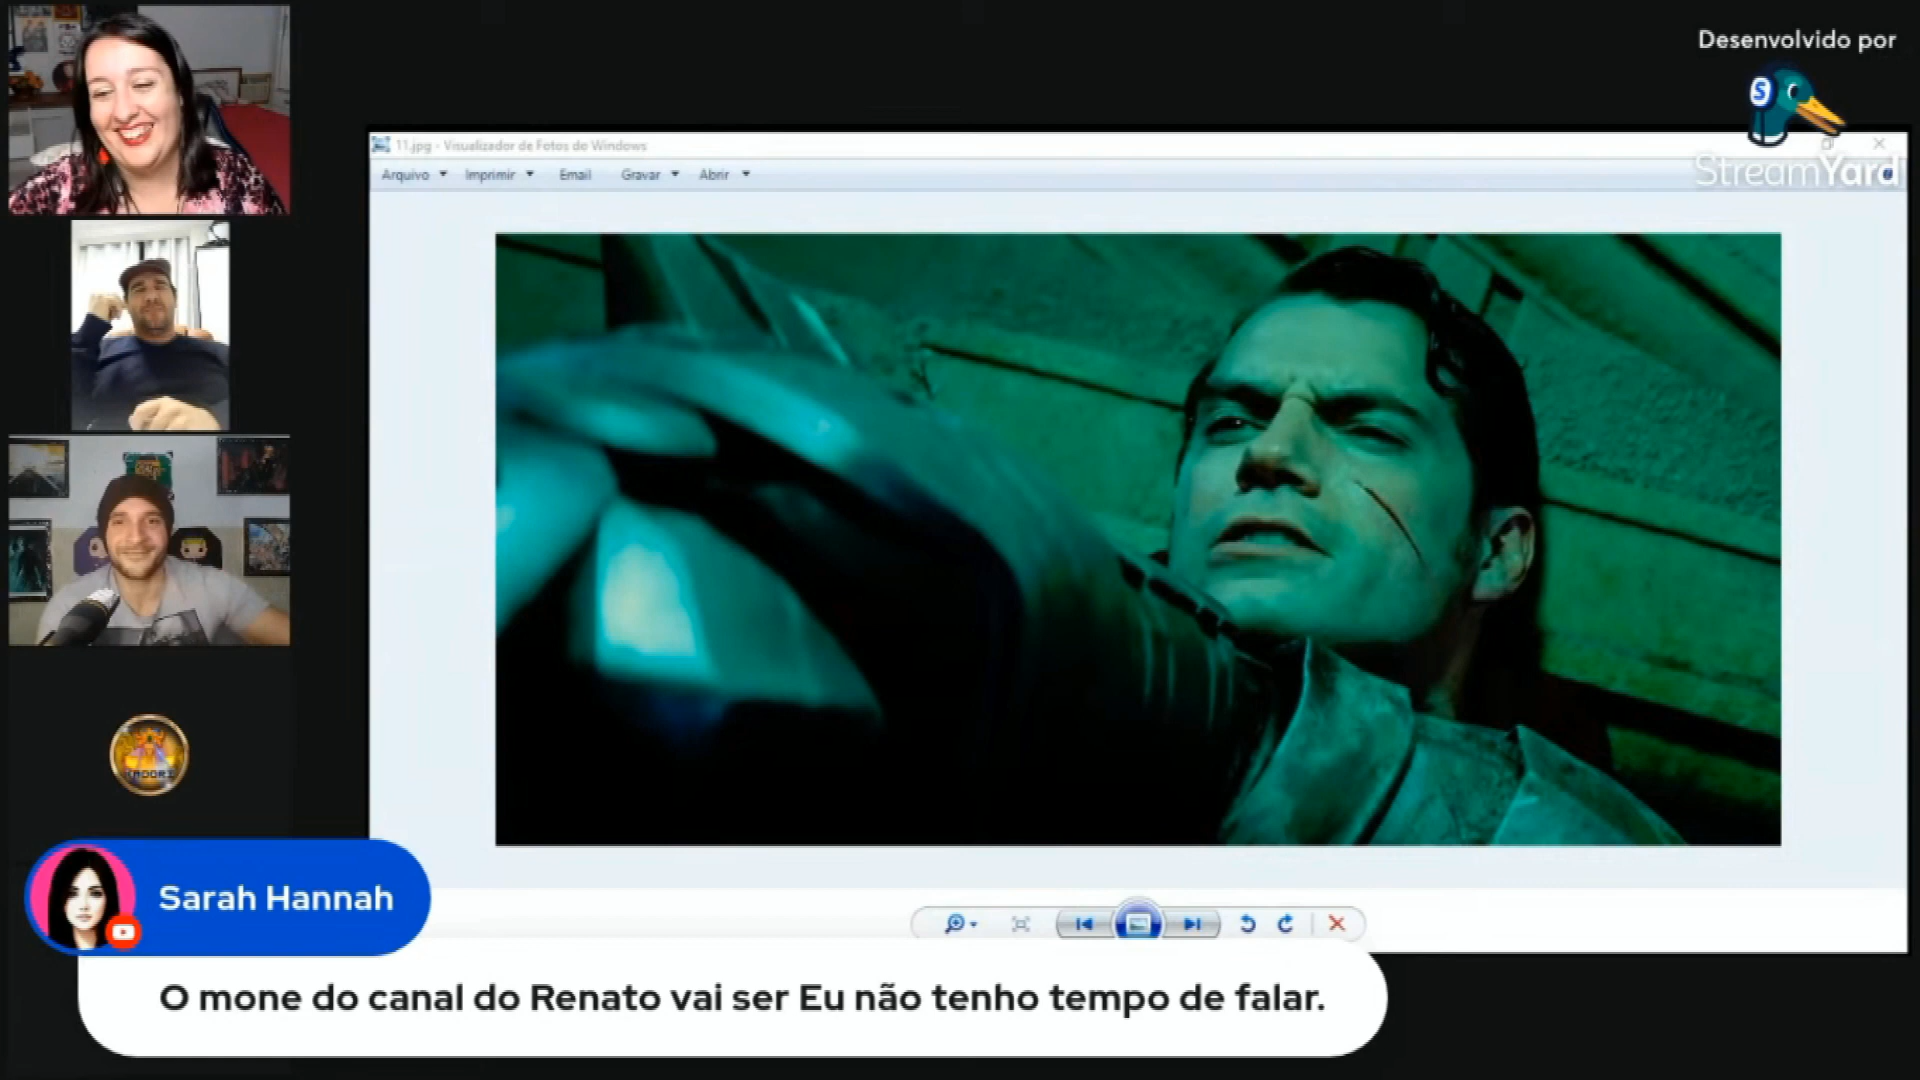 Desenvolvido por
S
StreamYard
11.jpg - Visualizador de Fotos do Windows
Arquivo Imprimir Email Gravar Abrir
Sarah Hannah
O mone do canal do Renato vai ser Eu não tenho tempo de falar.